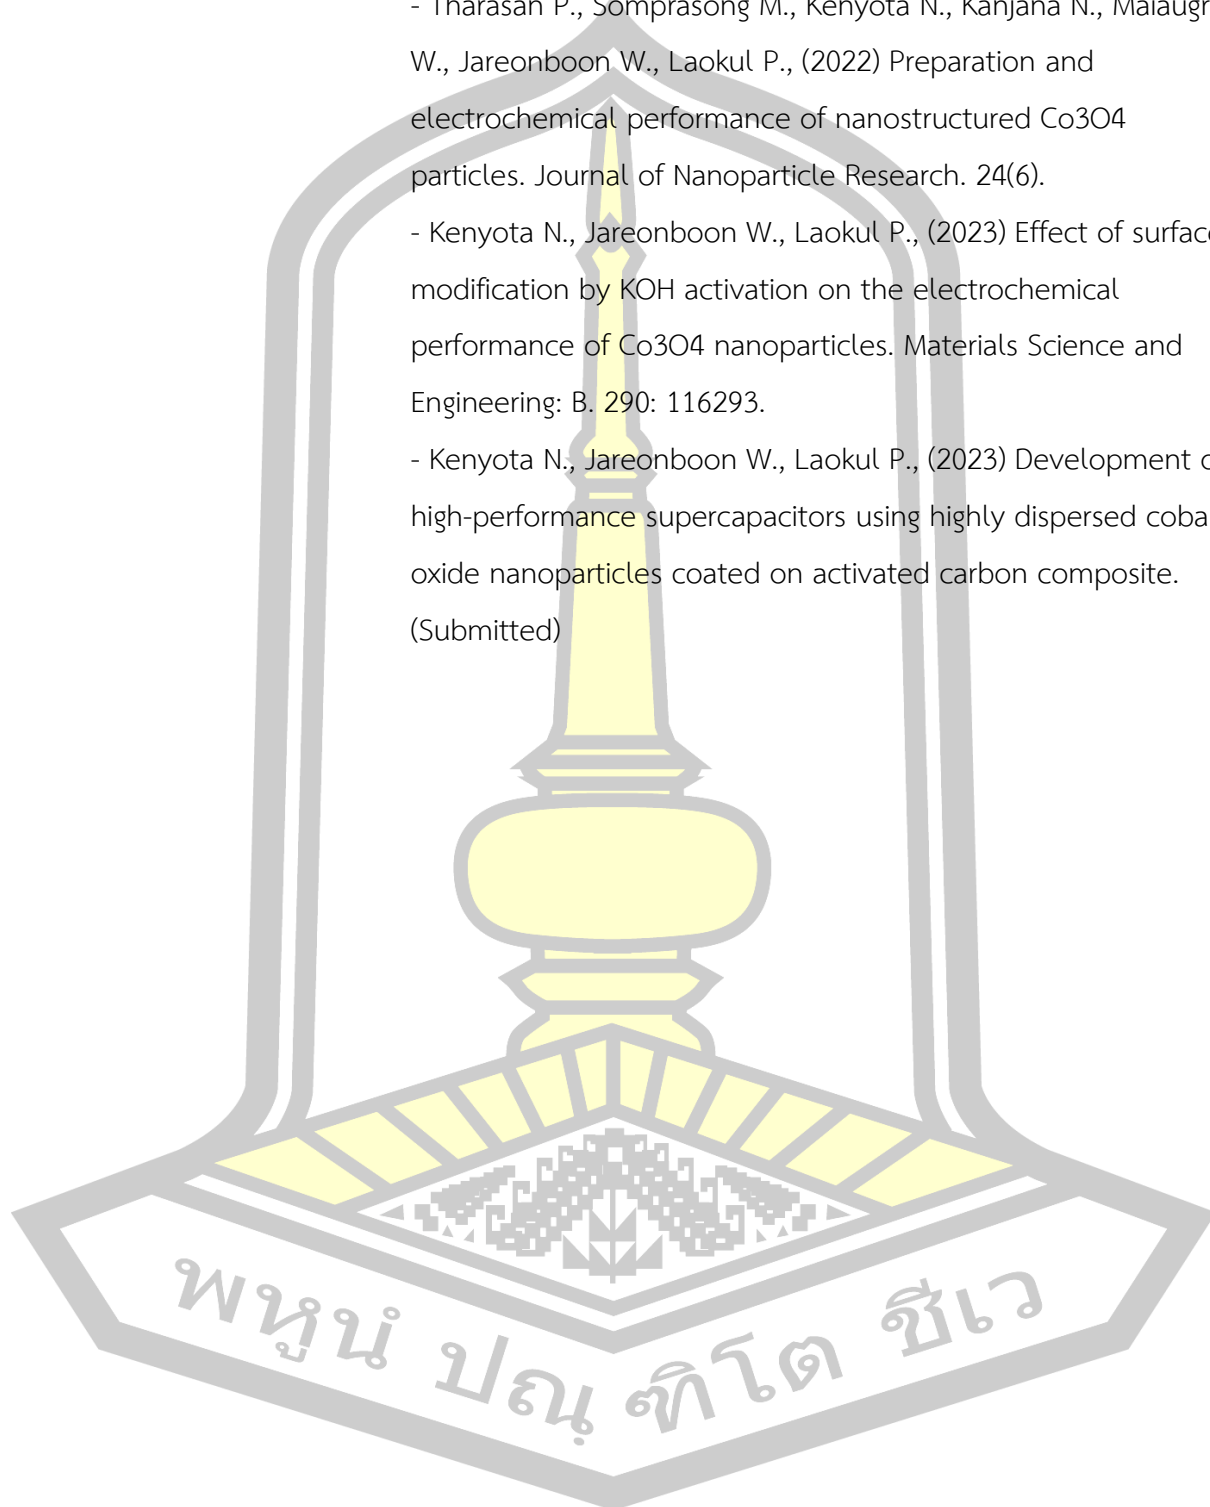 - Tharasan P., Somprasong M., Kenyota N., Kanjana N., Maiaugr
W., Jareonboon W., Laokul P., (2022) Preparation and
electrochemical performance of nanostructured Co3O4
particles. Journal of Nanoparticle Research. 24(6).
- Kenyota N., Jareonboon W., Laokul P., (2023) Effect of surface
modification by KOH activation on the electrochemical
performance of Co3O4 nanoparticles. Materials Science and
Engineering: B. 290: 116293.
- Kenyota N., Jareonboon W., Laokul P., (2023) Development o
high-performance supercapacitors using highly dispersed coba
oxide nanoparticles coated on activated carbon composite.
(Submitted)
พหูนํ ปณฺฑิโต ชีเว